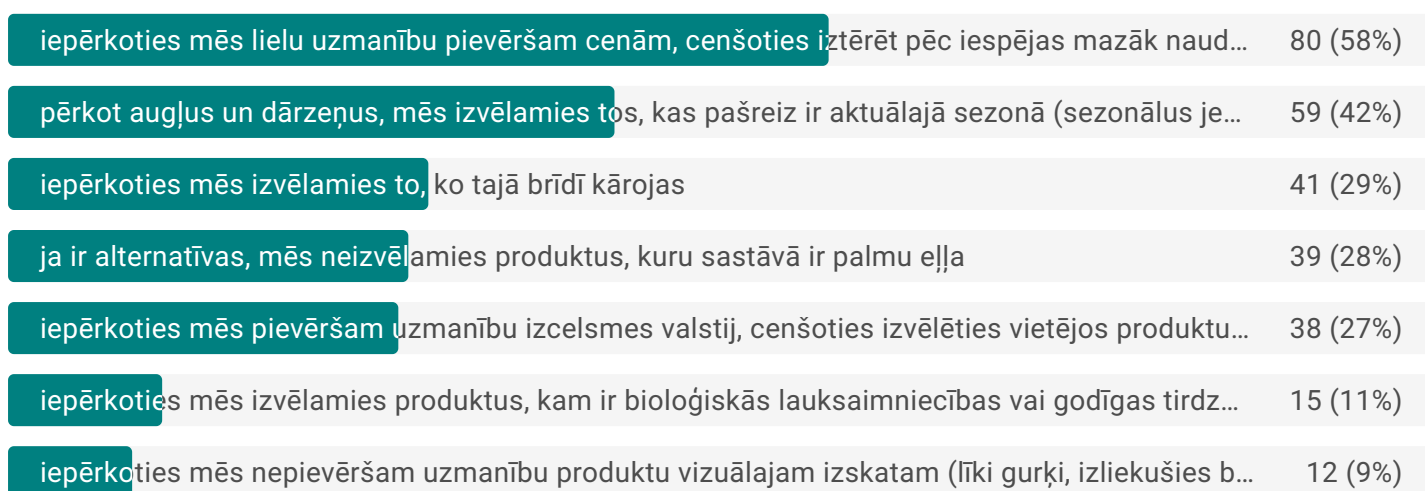 iepērkoties mēs lielu uzmanību pievēršam cenām, cenšoties iztērēt pēc iespējas mazāk naud... 80 (58%)
pērkot augļus un dārzeņus, mēs izvēlamies tos, kas pašreiz ir aktuālajā sezonā (sezonālus je... 59 (42%)
iepērkoties mēs izvēlamies to, ko tajā brīdī kārojas 41 (29%)
ja ir alternatīvas, mēs neizvēlamies produktus, kuru sastāvā ir palmu eļļa 39 (28%)
iepērkoties mēs pievēršam uzmanību izcelsmes valstij, cenšoties izvēlēties vietējos produktu... 38 (27%)
iepērkoties mēs izvēlamies produktus, kam ir bioloģiskās lauksaimniecības vai godīgas tirdz... 15 (11%)
iepērkoties mēs nepievēršam uzmanību produktu vizuālajam izskatam (līki gurķi, izliekušies b... 12 (9%)